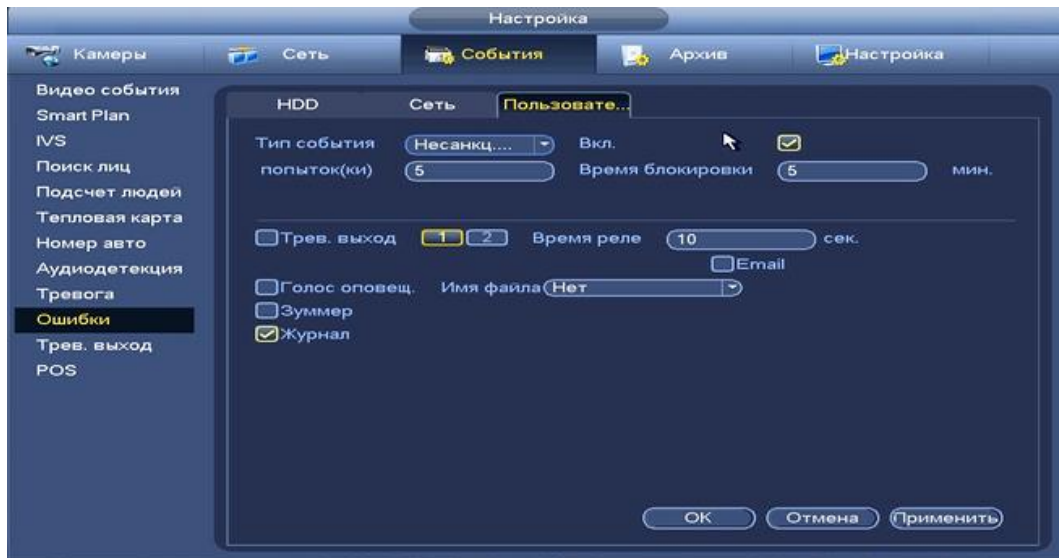 Настройка
Камеры Сеть События Архив Настройка
Видео события
Smart Plan
IVS
Поиск лиц
Подсчет людей
Тепловая карта
Номер авто
Аудиодетекция
Тревога
Ошибки
Трев. выход
POS
HDD Сеть Пользовате...
Тип события Несанкц.... Вкл.
попыток(ки) 5 Время блокировки 5 мин.
Трев. выход 1 2 Время реле 10 сек.
Email
Голос оповещ. Имя файла Нет
Зуммер
Журнал
OK Отмена Применить